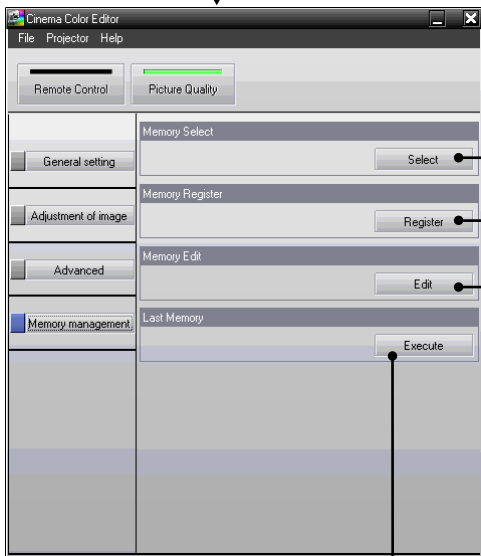 Cinema Color Editor
File Projector Help
Remote Control Picture Quality
Memory Select
General setting Select
Memory Register
Adjustment of image Register
Memory Edit
Advanced Edit
Last Memory
Memory management Execute